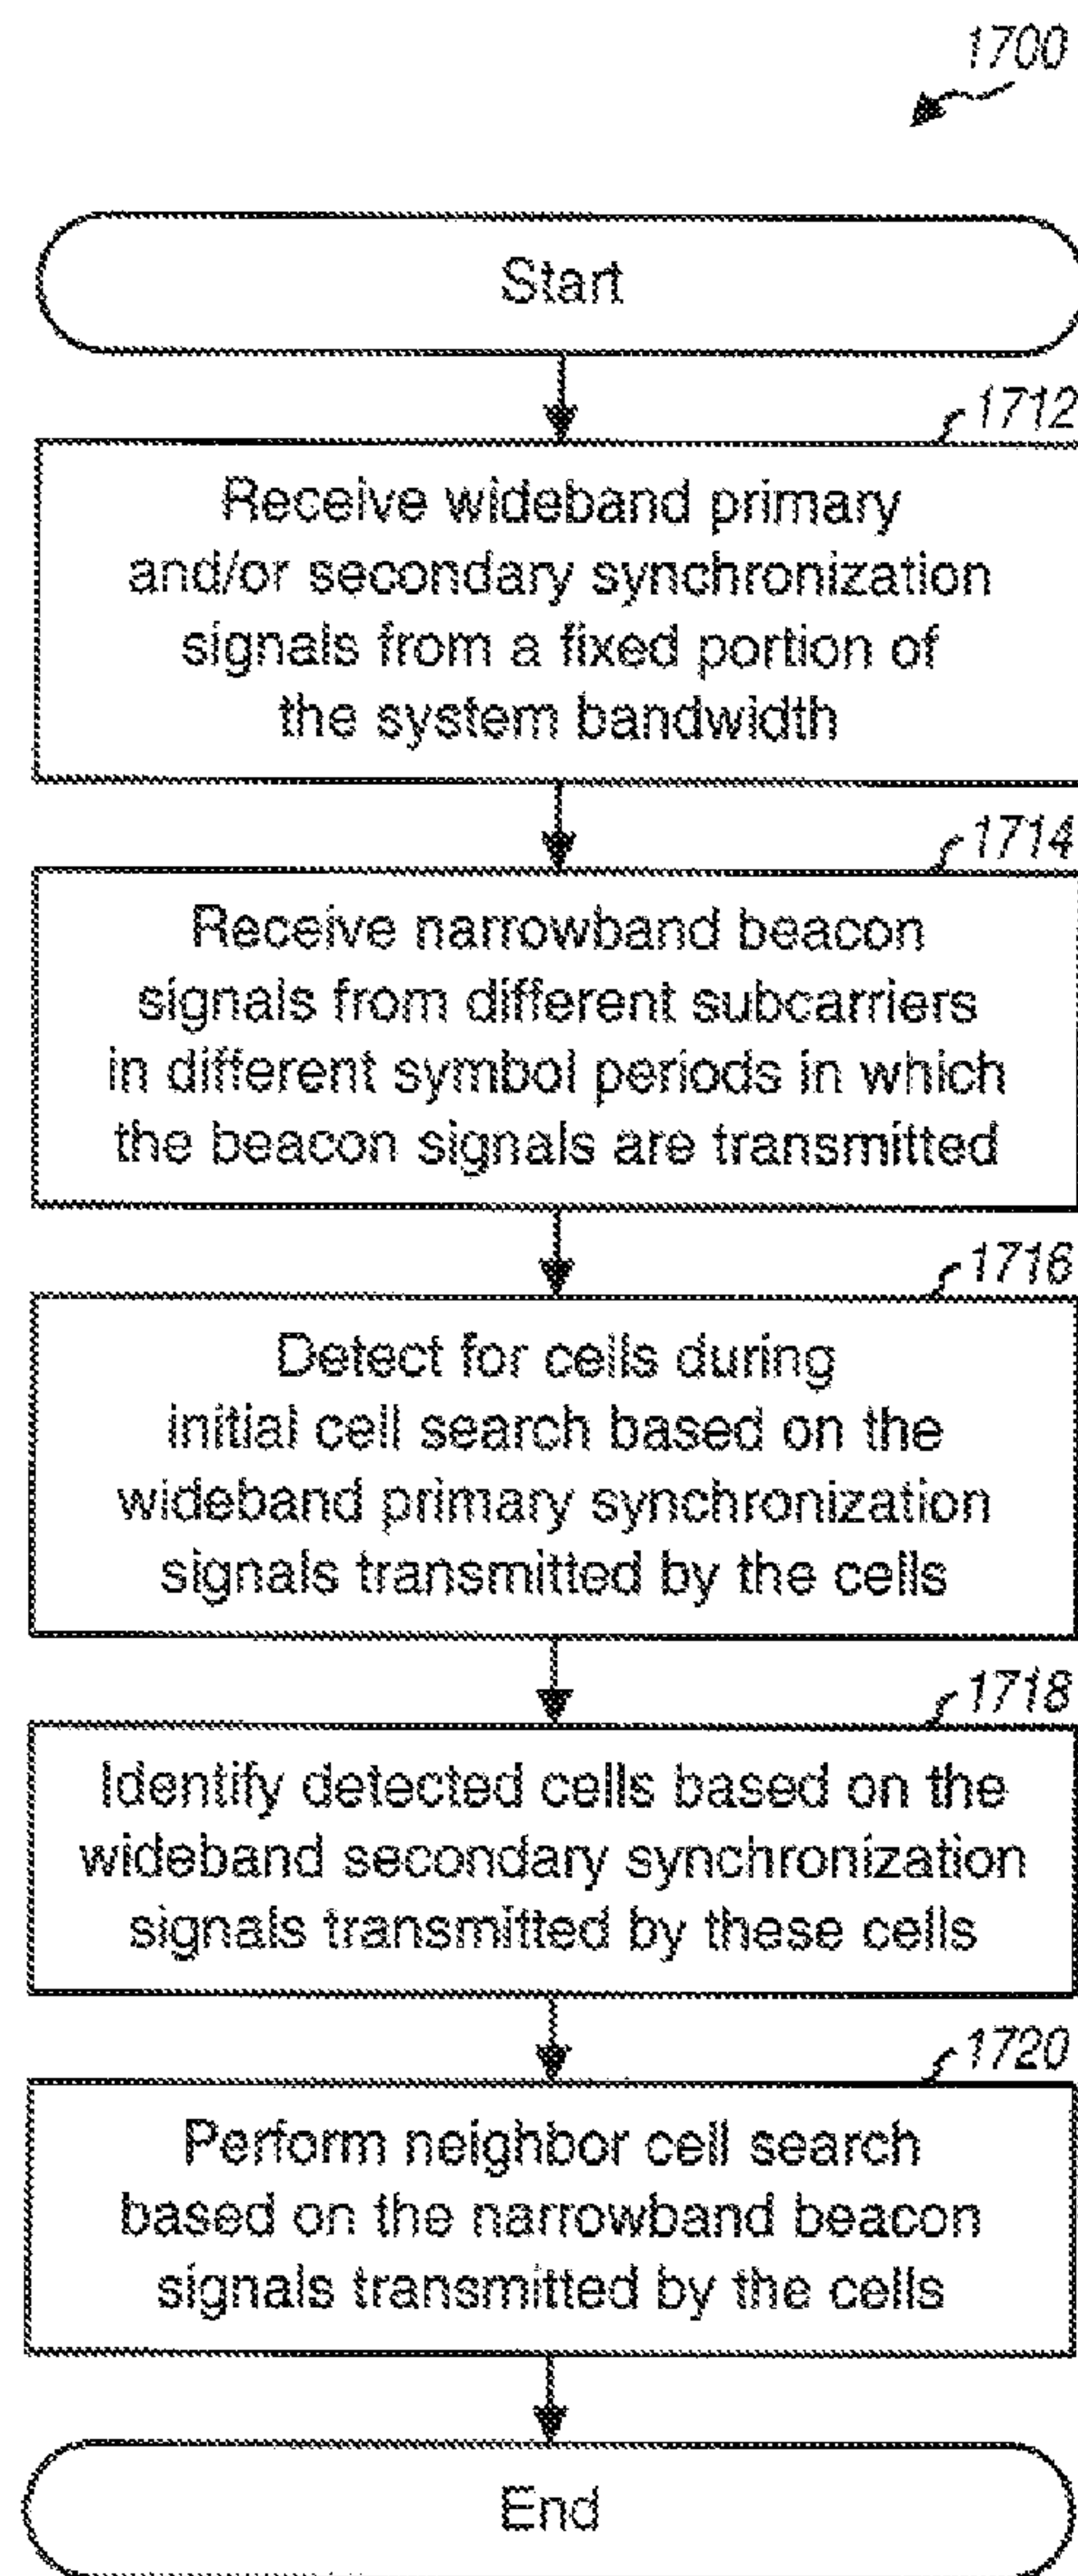 1700
Start
1712
Receive wideband primary
and/or secondary synchronization
signals from a fixed portion of
the system bandwidth
1714
Receive narrowband beacon
signals from different subcarriers
in different symbol periods in which
the beacon signals are transmitted
1716
Detect for cells during
initial cell search based on the
wideband primary synchronization
signals transmitted by the cells
1718
Identify detected cells based on the
wideband secondary synchronization
signals transmitted by these cells
1720
Perform neighbor cell search
based on the narrowband beacon
signals transmitted by the cells
End